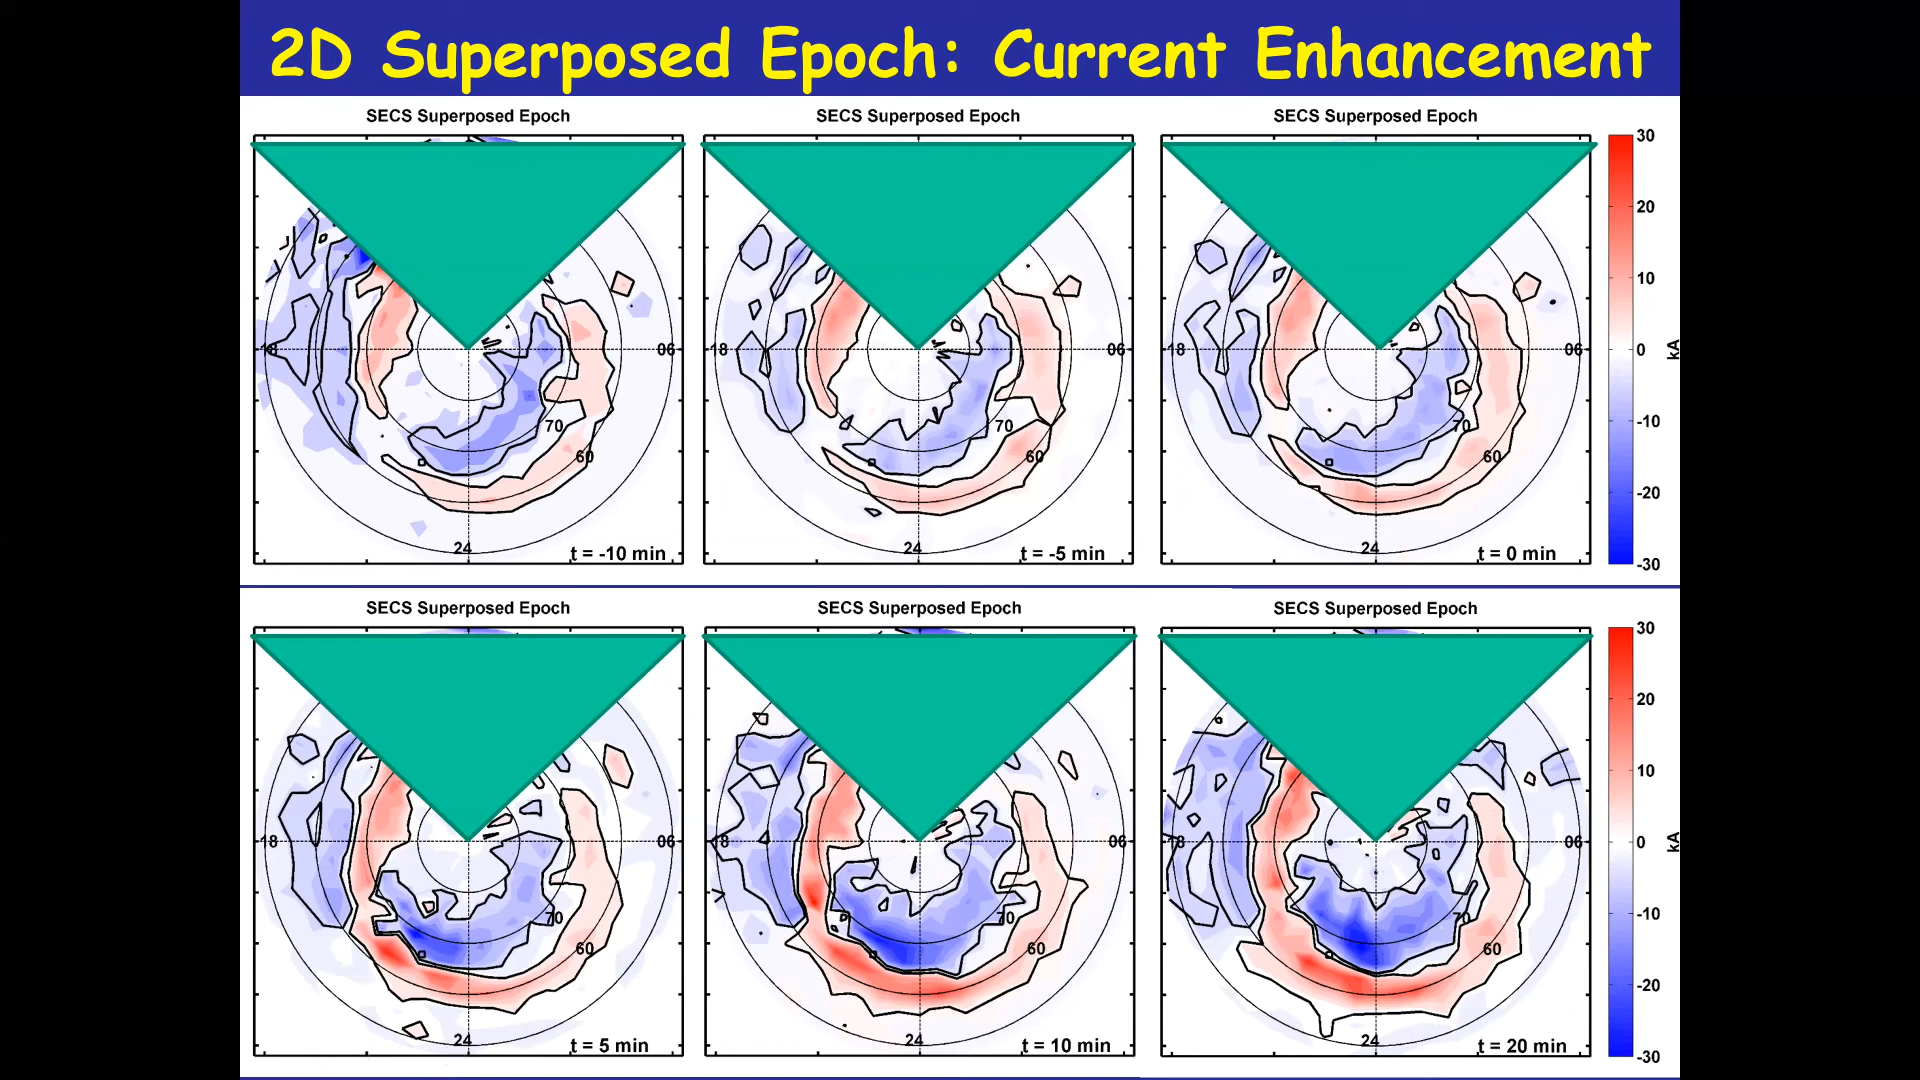 2D Superposed Epoch: Current Enhancement
SECS Superposed Epoch
SECS Superposed Epoch
SECS Superposed Epoch
30
20
10
0
-10
-20
-30
kA
18
06
70
60
24
t = -10 min
18
06
70
60
24
t = -5 min
18
06
70
60
24
t = 0 min
SECS Superposed Epoch
SECS Superposed Epoch
SECS Superposed Epoch
30
20
10
0
-10
-20
-30
kA
18
06
70
60
24
t = 5 min
18
06
70
60
24
t = 10 min
18
06
70
60
24
t = 20 min